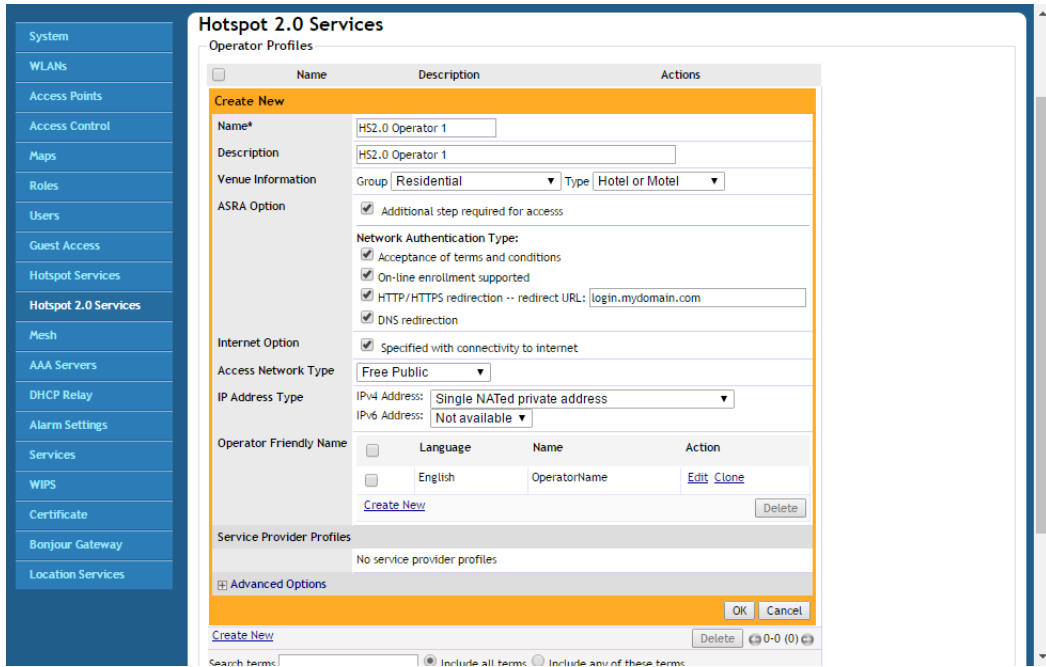 System
WLANs
Access Points
Access Control
Maps
Roles
Users
Guest Access
Hotspot Services
Hotspot 2.0 Services
Mesh
AAA Servers
DHCP Relay
Alarm Settings
Services
WIPS
Certificate
Bonjour Gateway
Location Services
Hotspot 2.0 Services
Operator Profiles
Name Description Actions
Create New
Name* HS2.0 Operator 1
Description HS2.0 Operator 1
Venue Information Group Residential Type Hotel or Motel
ASRA Option Additional step required for accesss
Network Authentication Type:
Acceptance of terms and conditions
On-line enrollment supported
HTTP/HTTPS redirection -- redirect URL: login.mydomain.com
DNS redirection
Internet Option Specified with connectivity to internet
Access Network Type Free Public
IP Address Type IPv4 Address: Single NATed private address
IPv6 Address: Not available
Operator Friendly Name Language Name Action
English OperatorName Edit Clone
Create New Delete
Service Provider Profiles
No service provider profiles
Advanced Options
OK Cancel
Create New Delete 0-0 (0)
Search terms Include all terms Include any of these terms